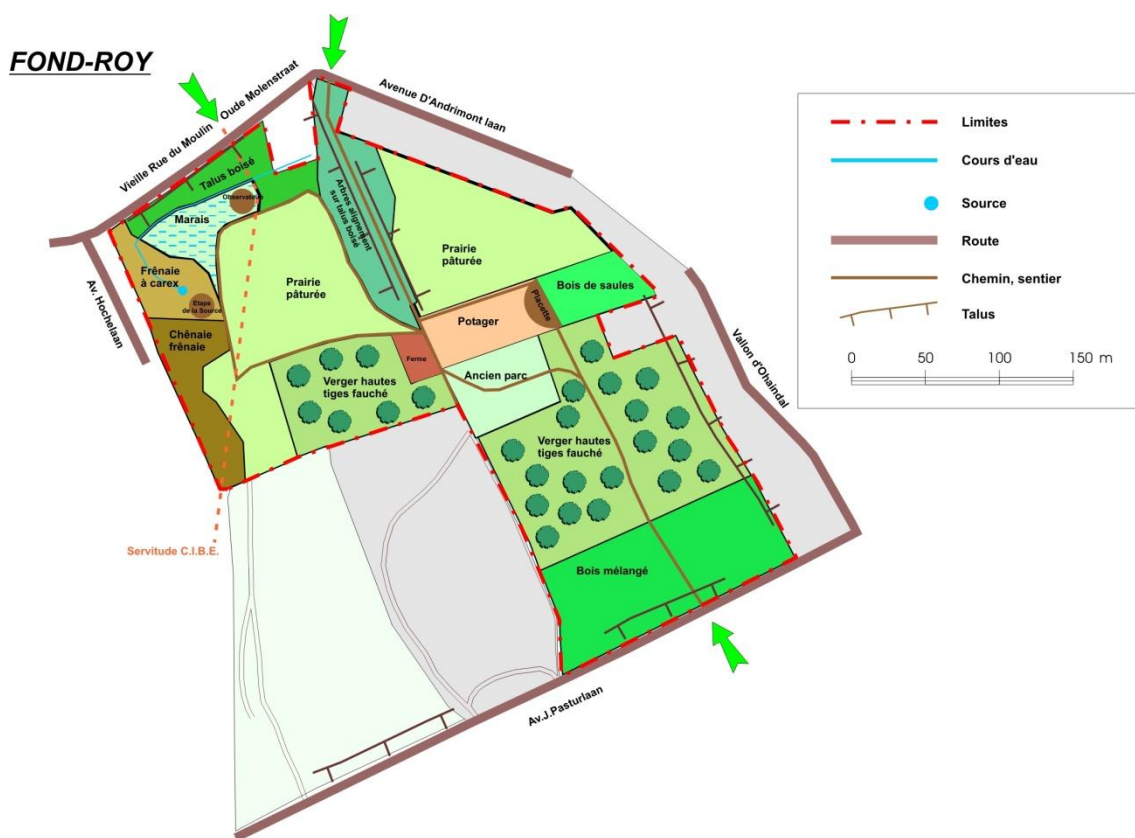 FOND-ROY
Vieille Rue du Moulin Oude Molenstraat
Avenue D'Andrimont laan
Talus boisé
Observatoire
Marais
Arbres alignement
sur talus boisé
Av. Hochelaan
Frênaie
à carex
Etape
de la Source
Prairie
pâturée
Prairie
pâturée
Bois de saules
Placette
Potager
Chênaie
frênaie
Ferme
Ancien parc
Verger hautes
tiges fauché
Verger hautes
tiges fauché
Vallon d'Ohaindal
Servitude C.I.B.E.
Bois mélangé
Av.J.Pasturlaan
Limites
Cours d'eau
Source
Route
Chemin, sentier
Talus
0 50 100 150 m